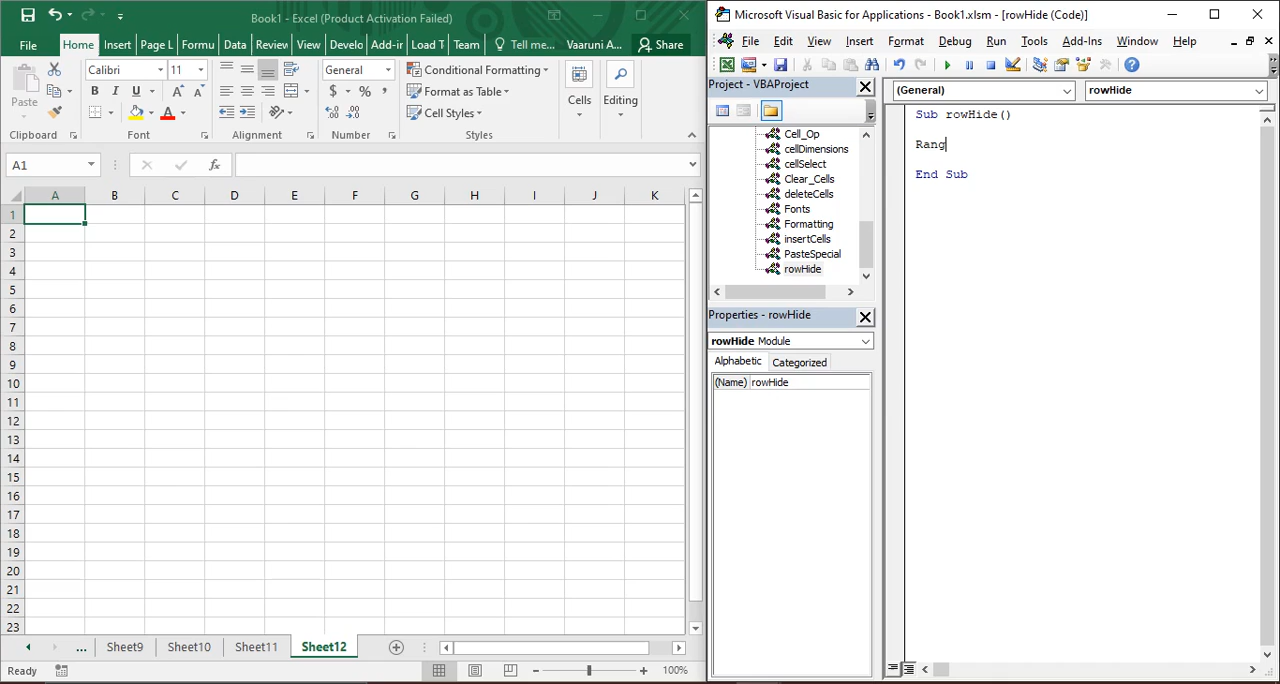 Book1 - Excel (Product Activation Failed)
File Home Insert Page L Formu Data Review View Develo Add-ir Load T Team Tell me... Vaaruni A... Share
Paste
Calibri 11
B I U A A
A
Genera
$ % ,
Conditional Formatting
Format as Table
Cell Styles
Cells
Editing
Clipboard Font Alignment Number Styles
A1
fx
A B C D E F G H I J K
1
2
3
4
5
6
7
8
9
10
11
12
13
14
15
16
17
18
19
20
21
22
23
... Sheet9 Sheet10 Sheet11 Sheet12
Ready
100%
Microsoft Visual Basic for Applications - Book1.xlsm - [rowHide (Code)]
File Edit View Insert Format Debug Run Tools Add-Ins Window Help
Project - VBAProject
Cell_Op
cellDimensions
cellSelect
Clear_Cells
deleteCells
Fonts
Formatting
insertCells
PasteSpecial
rowHide
Properties - rowHide
rowHide Module
Alphabetic Categorized
(Name) rowHide
(General) rowHide
Sub rowHide()
Rang
End Sub